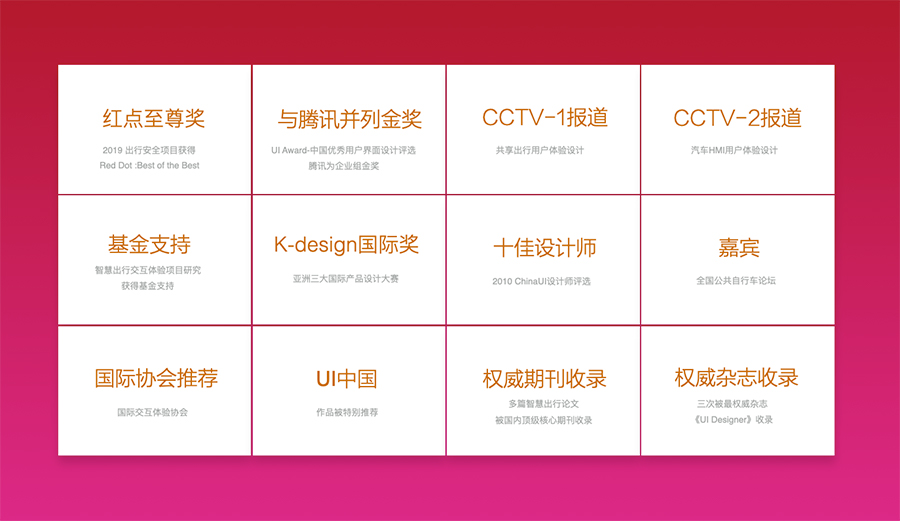 红点至尊奖
2019 出行安全项目获得
Red Dot :Best of the Best
与腾讯并列金奖
UI Award-中国优秀用户界面设计评选
腾讯为企业组金奖
CCTV-1报道
共享出行用户体验设计
CCTV-2报道
汽车HMI用户体验设计
基金支持
智慧出行交互体验项目研究
获得基金支持
K-design国际奖
亚洲三大国际产品设计大赛
十佳设计师
2010 ChinaUI设计师评选
嘉宾
全国公共自行车论坛
国际协会推荐
国际交互体验协会
UI中国
作品被特别推荐
权威期刊收录
多篇智慧出行论文
被国内顶级核心期刊收录
权威杂志收录
三次被最权威杂志
《UI Designer》收录